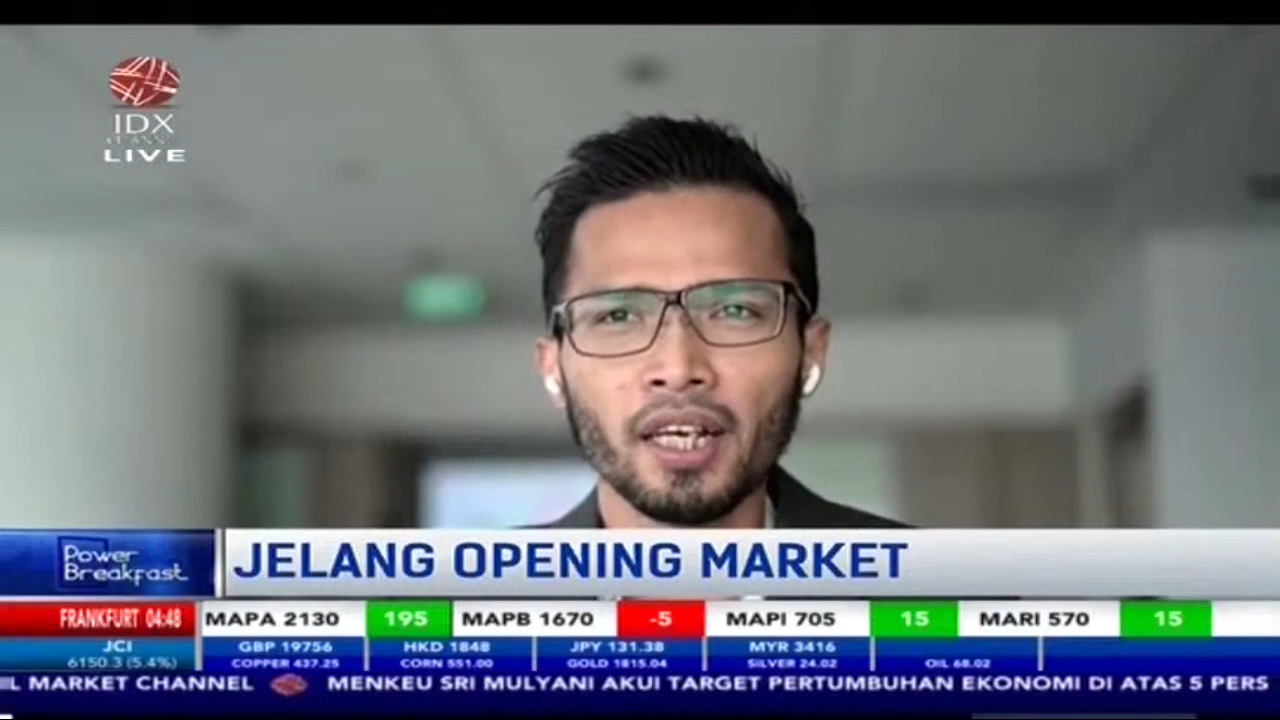 IDX
CHANNEL
LIVE
Power
Breakfast
JELANG OPENING MARKET
FRANKFURT 04:48
MAPA 2130 195 MAPB 1670 -5 MAPI 705 15 MARI 570 15
JCI
6150.3 (5.4%)
GBP 19756 HKD 1848 JPY 131.38 MYR 3416
COPPER 437.25 CORN 551.00 GOLD 1815.04 SILVER 24.02 OIL 68.02
L MARKET CHANNEL MENKEU SRI MULYANI AKUI TARGET PERTUMBUHAN EKONOMI DI ATAS 5 PERS